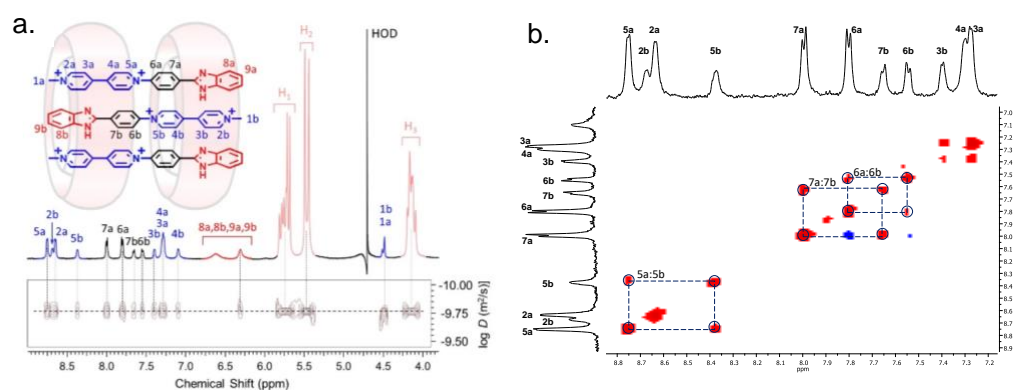 a.
HOD
H₂
2a 3a 4a 5a 6a 7a 8a 9a
1a N N N N H
H N N N N 1b
9b 8b 7b 6b 5b 4b 3b 2b
N N N N H
H₁
H₃
2b
5a 2a 5b 7a 6a 7b 6b 3b 4a 3a 4b
8a,8b,9a,9b
1b
1a
-10.00
-9.75
-9.50
log D (m²/s)]
8.5 8.0 7.5 7.0 6.5 6.0 5.5 5.0 4.5 4.0
Chemical Shift (ppm)
b.
5a 2b 2a 5b 7a 6a 7b 6b 3b 4a 3a
3a
4a
3b
6b
7b
6a
7a
5b
2a
2b
5a
7a:7b
6a:6b
5a:5b
7.0
7.1
7.2
7.3
7.4
7.5
7.6
7.7
7.8
7.9
8.0
8.1
8.2
8.3
8.4
8.5
8.6
8.7
8.8
8.9
8.8 8.7 8.6 8.5 8.4 8.3 8.2 8.1 8.0 7.9 7.8 7.7 7.6 7.5 7.4 7.3 7.2
ppm